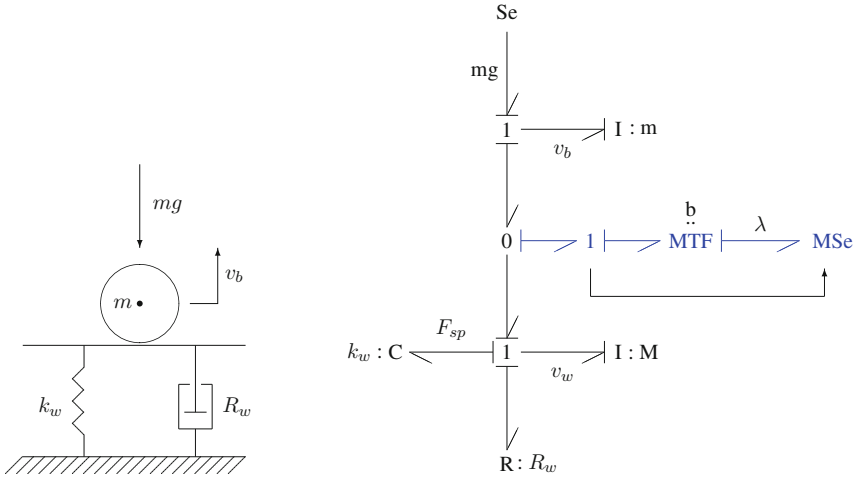 mg
v_b
m
k_w
R_w
Se
mg
1
I : m
v_b
0
1
b
..
MTF
λ
MSe
F_sp
k_w : C
1
I : M
v_w
R : R_w